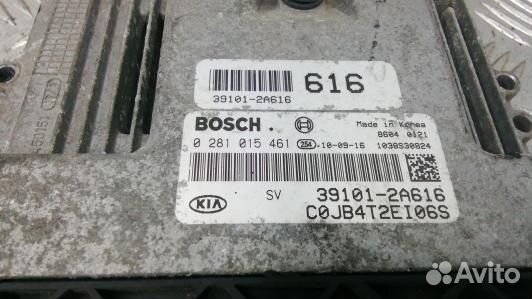 616
39101-2A616
BOSCH
Made in Korea
8604 0121
0 281 015 461 254 10-09-16 1039S30824
KIA SV 39101-2A616
C0JB4T2EI06S
Avito